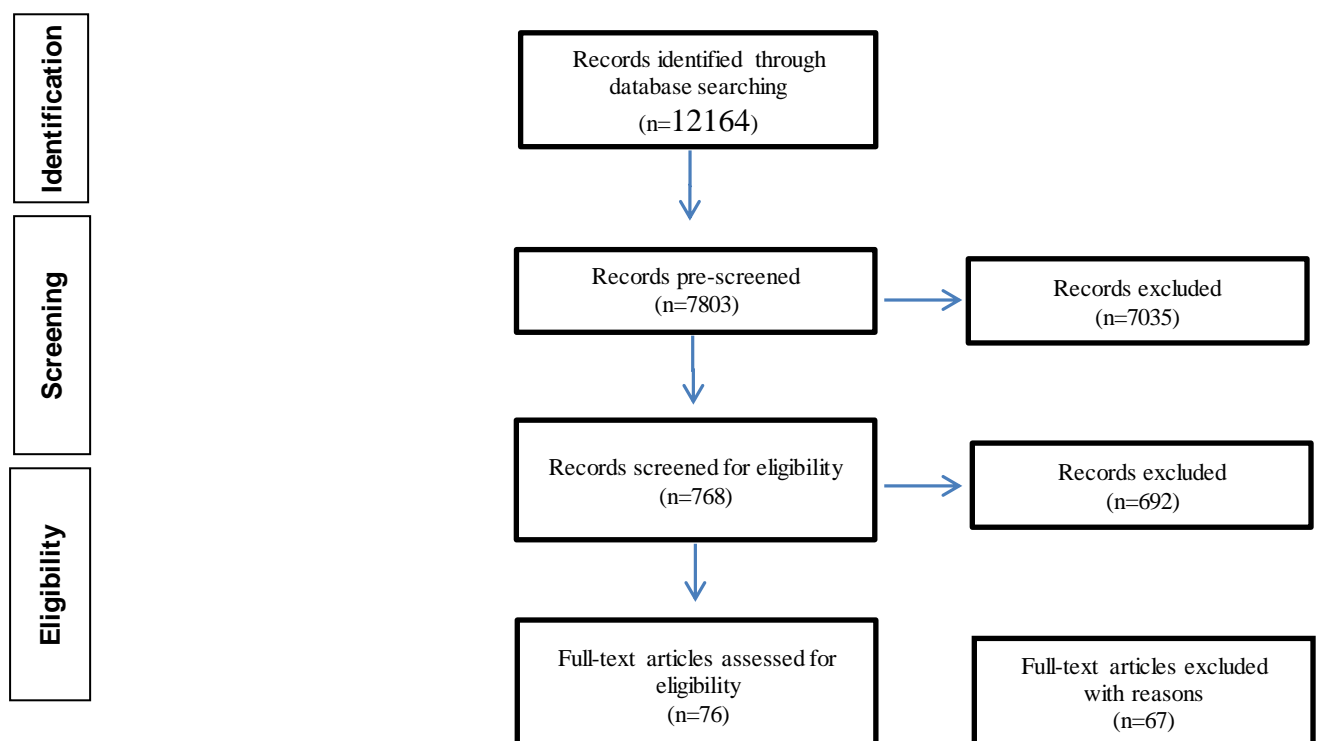 Identification
Records identified through
database searching
(n=12164)
Screening
Records pre-screened
(n=7803)
Records excluded
(n=7035)
Records screened for eligibility
(n=768)
Records excluded
(n=692)
Eligibility
Full-text articles assessed for
eligibility
(n=76)
Full-text articles excluded
with reasons
(n=67)